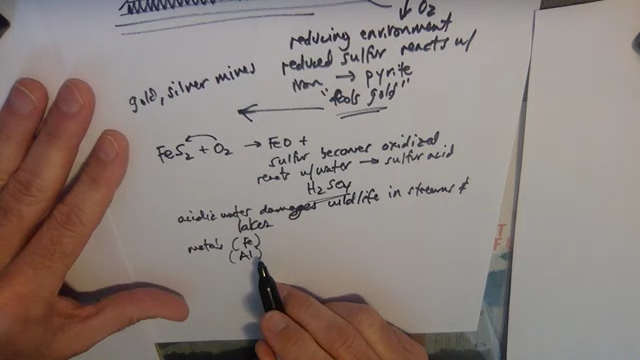 ↓ O2
reducing environment
reduced sulfur reacts w/
iron → pyrite
"fools gold"
gold, silver mines
FeS2 + O2 → FeO +
sulfur becomes oxidized
reacts w/water → sulfur acid
H2SO4
acidic water damages wildlife in streams &
lakes
metals (Fe)
(Al)